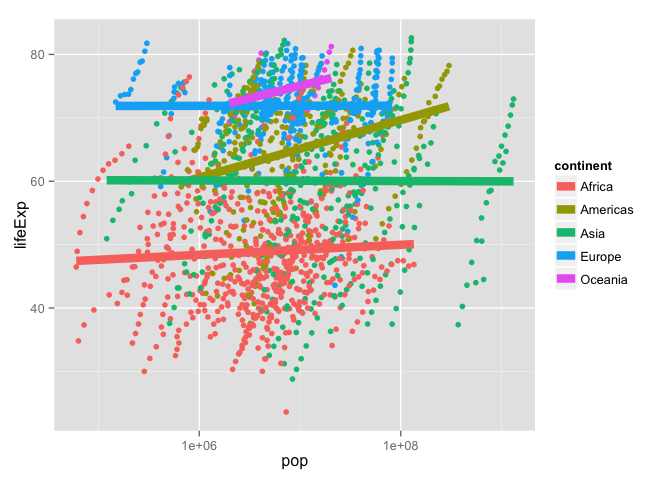 80
60
40
lifeExp
1e+06
1e+08
pop
continent
Africa
Americas
Asia
Europe
Oceania